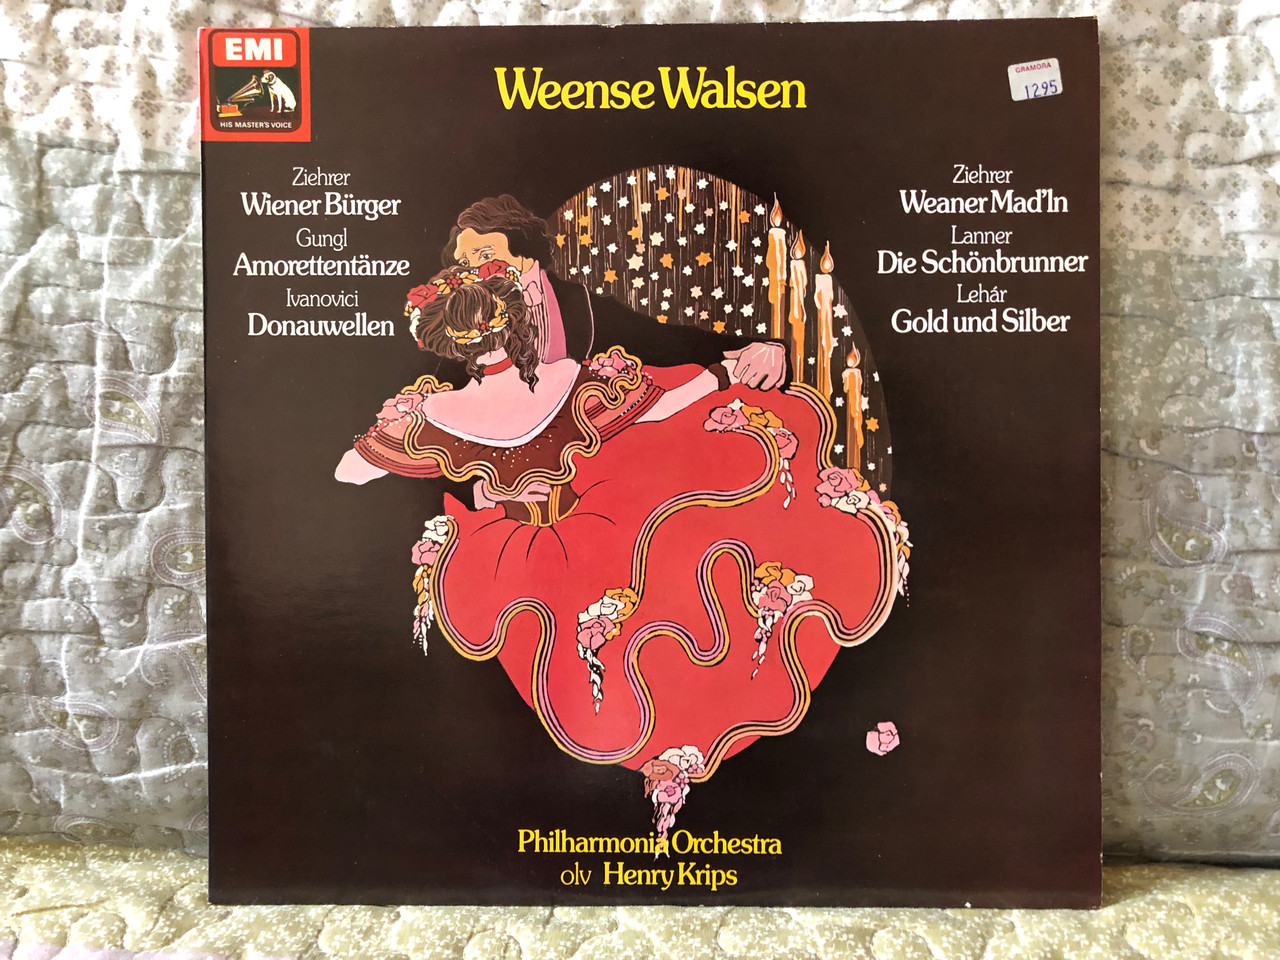 EMI
HIS MASTER'S VOICE
Weense Walsen
GRAMORA
1295
Ziehrer
Wiener Bürger
Gungl
Amorettentänze
Ivanovici
Donauwellen
Ziehrer
Weaner Mad'ln
Lanner
Die Schönbrunner
Lehár
Gold und Silber
Philharmonia Orchestra
olv Henry Krips